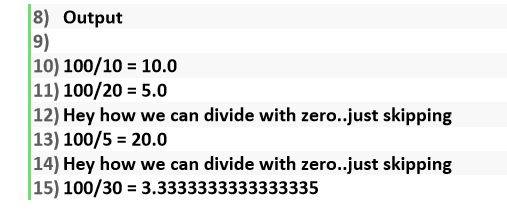 8) Output
9)
10) 100/10 = 10.0
11) 100/20 = 5.0
12) Hey how we can divide with zero..just skipping
13) 100/5 = 20.0
14) Hey how we can divide with zero..just skipping
15) 100/30 = 3.3333333333333335